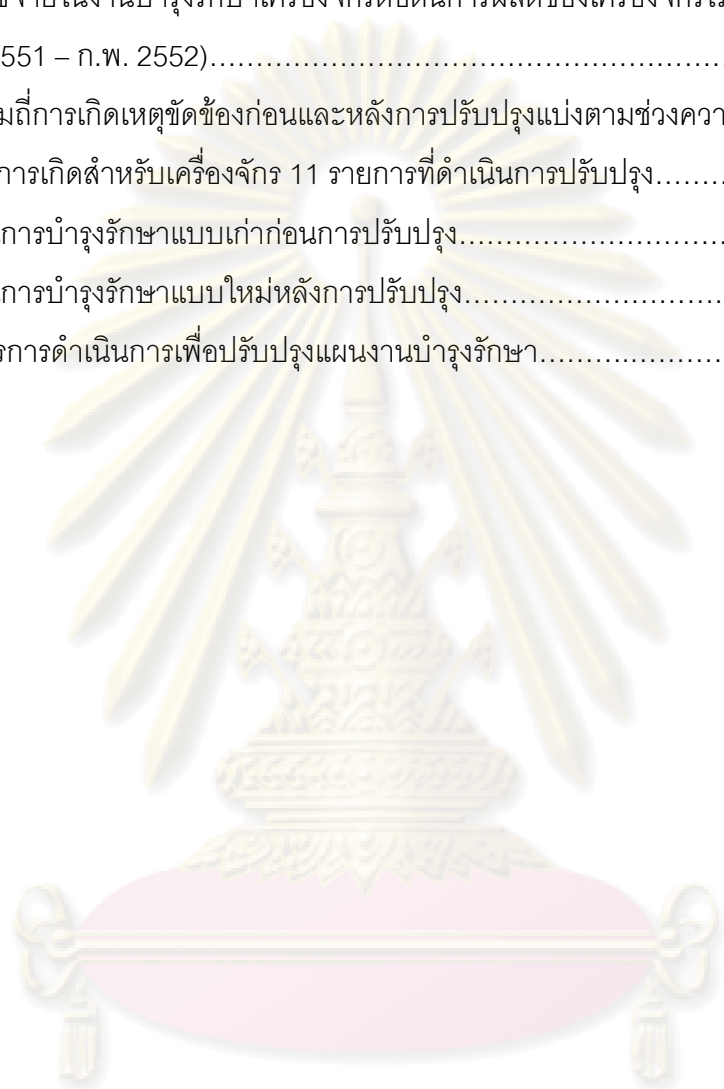 551 – ก.พ. 2552)……………………………………………………………
มถี่การเกิดเหตุขัดข้องก่อนและหลังการปรับปรุงแบ่งตามช่วงควา
การเกิดสำหรับเครื่องจักร 11 รายการที่ดำเนินการปรับปรุง………
การบำรุงรักษาแบบเก่าก่อนการปรับปรุง……………………………
การบำรุงรักษาแบบใหม่หลังการปรับปรุง……………………………
รการดำเนินการเพื่อปรับปรุงแผนงานบำรุงรักษา…………………